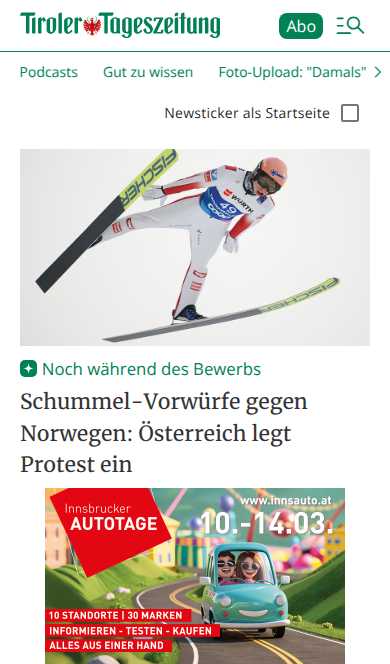 Tiroler Tageszeitung
Abo
Podcasts Gut zu wissen Foto-Upload: "Damals"
Newsticker als Startseite
FISCHER
WÜRTH
49
Noch während des Bewerbs
Schummel-Vorwürfe gegen
Norwegen: Österreich legt
Protest ein
www.innsauto.at
Innsbrucker
AUTOTAGE
10.-14.03.
10 STANDORTE | 30 MARKEN
INFORMIEREN - TESTEN - KAUFEN
ALLES AUS EINER HAND